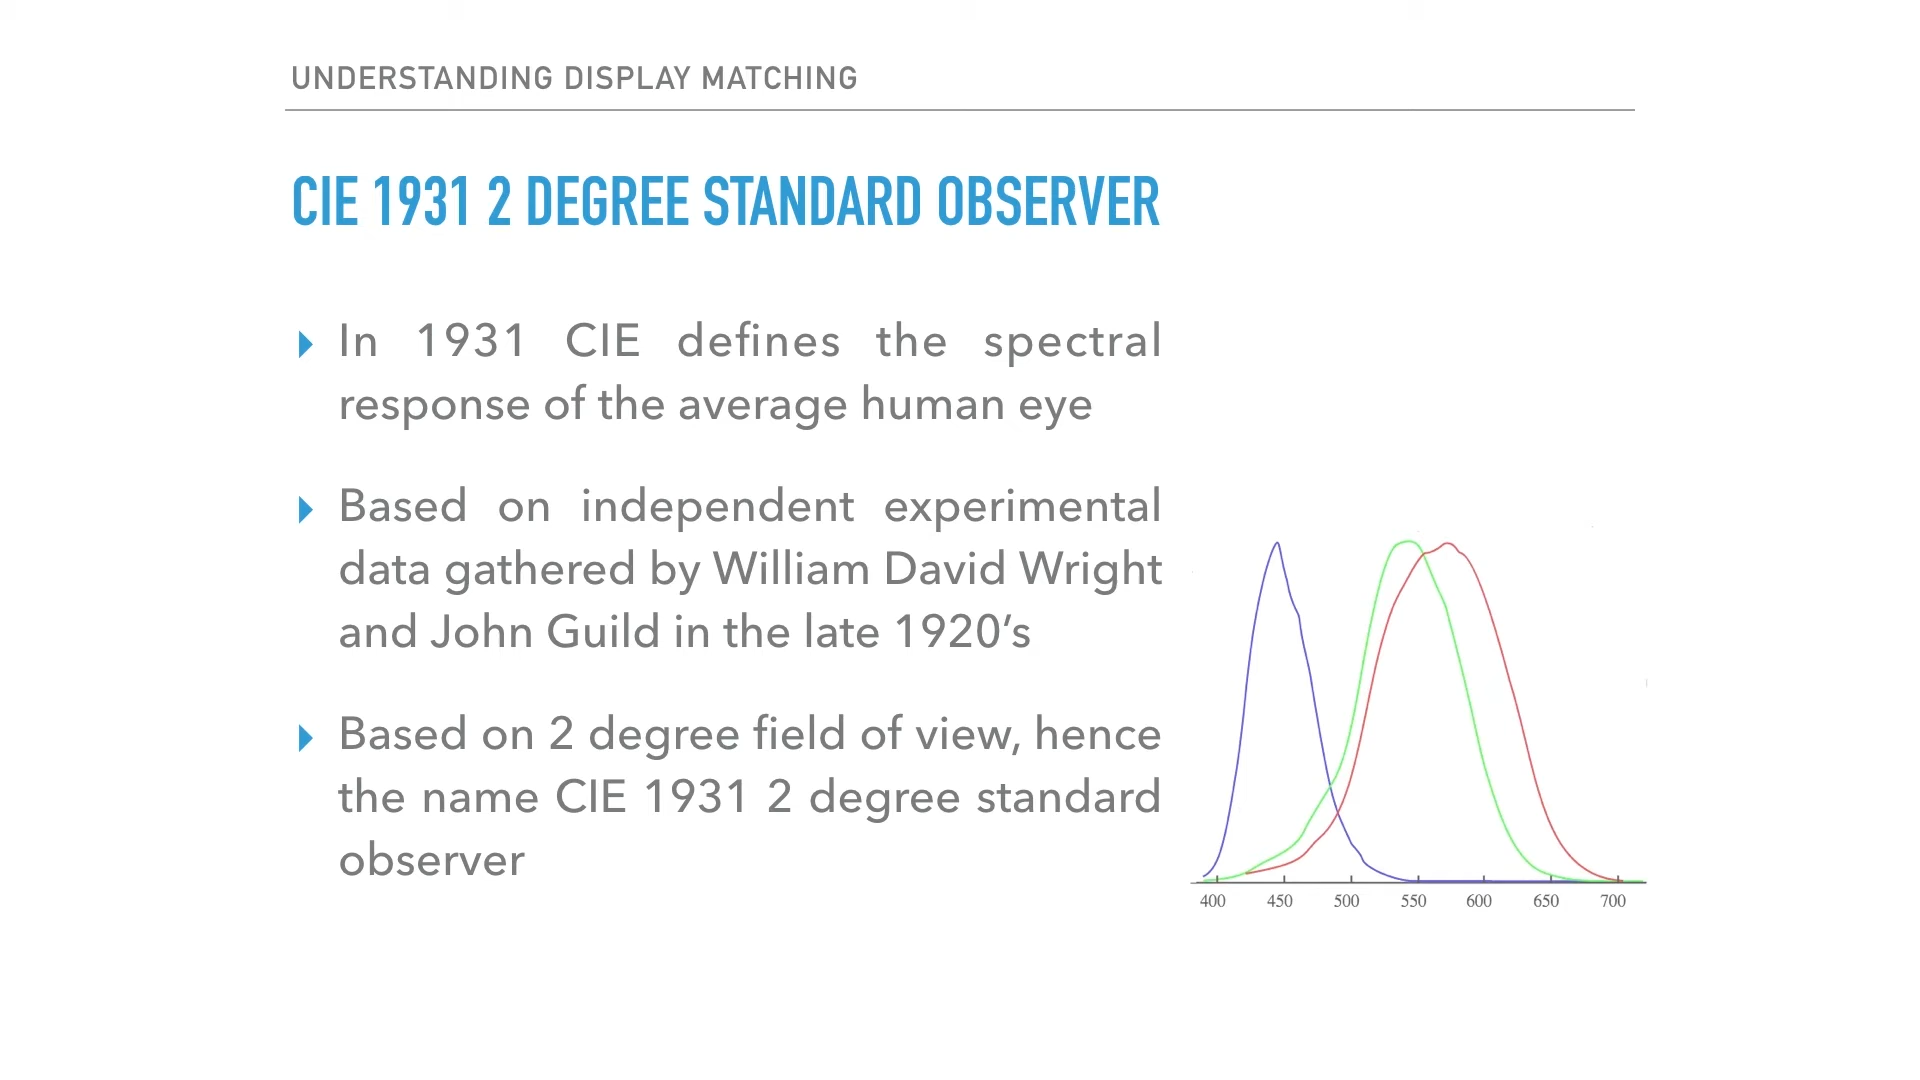 UNDERSTANDING DISPLAY MATCHING
CIE 1931 2 DEGREE STANDARD OBSERVER
In 1931 CIE defines the spectral
response of the average human eye
Based on independent experimental
data gathered by William David Wright
and John Guild in the late 1920’s
Based on 2 degree field of view, hence
the name CIE 1931 2 degree standard
observer
400 450 500 550 600 650 700